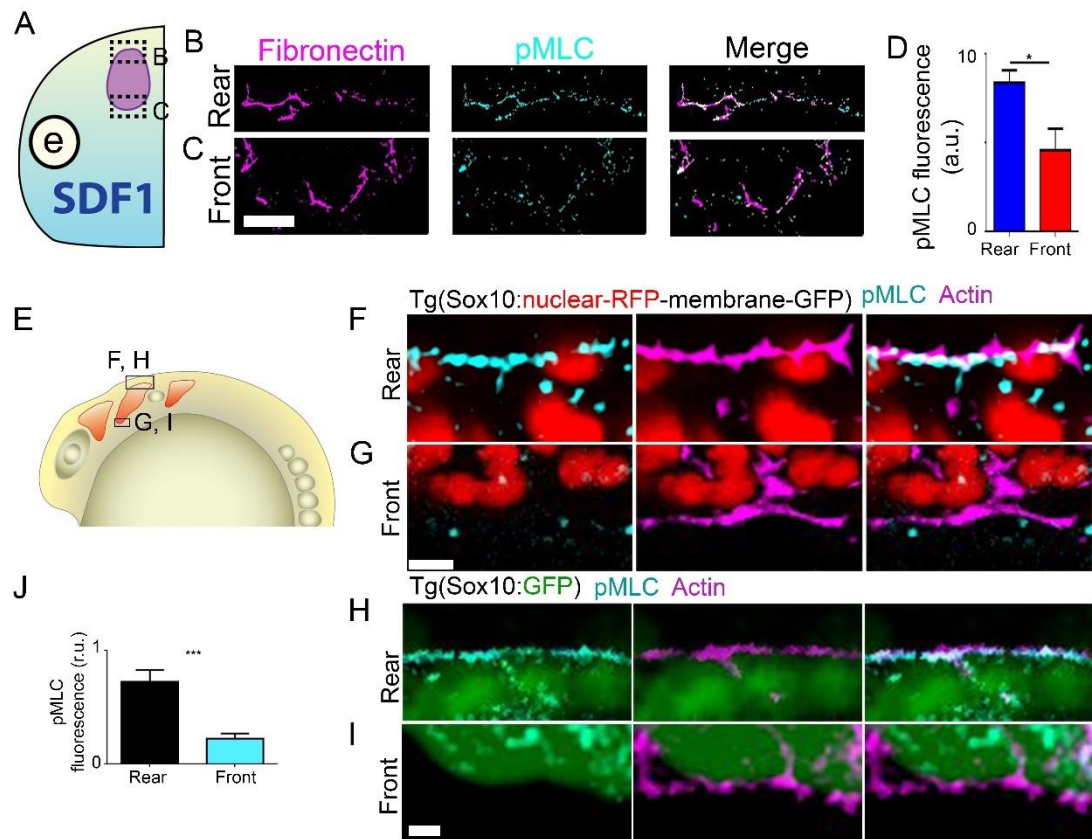 A
B
C
e
SDF1
B
Fibronectin
pMLC
Merge
Rear
C
Front
D
10
0
*
pMLC fluorescence
(a.u.)
Rear
Front
E
F, H
G, I
Tg(Sox10:nuclear-RFP-membrane-GFP) pMLC Actin
F
Rear
G
Front
Tg(Sox10:GFP) pMLC Actin
H
Rear
I
Front
J
1
0
***
pMLC
fluorescence (r.u.)
Rear
Front